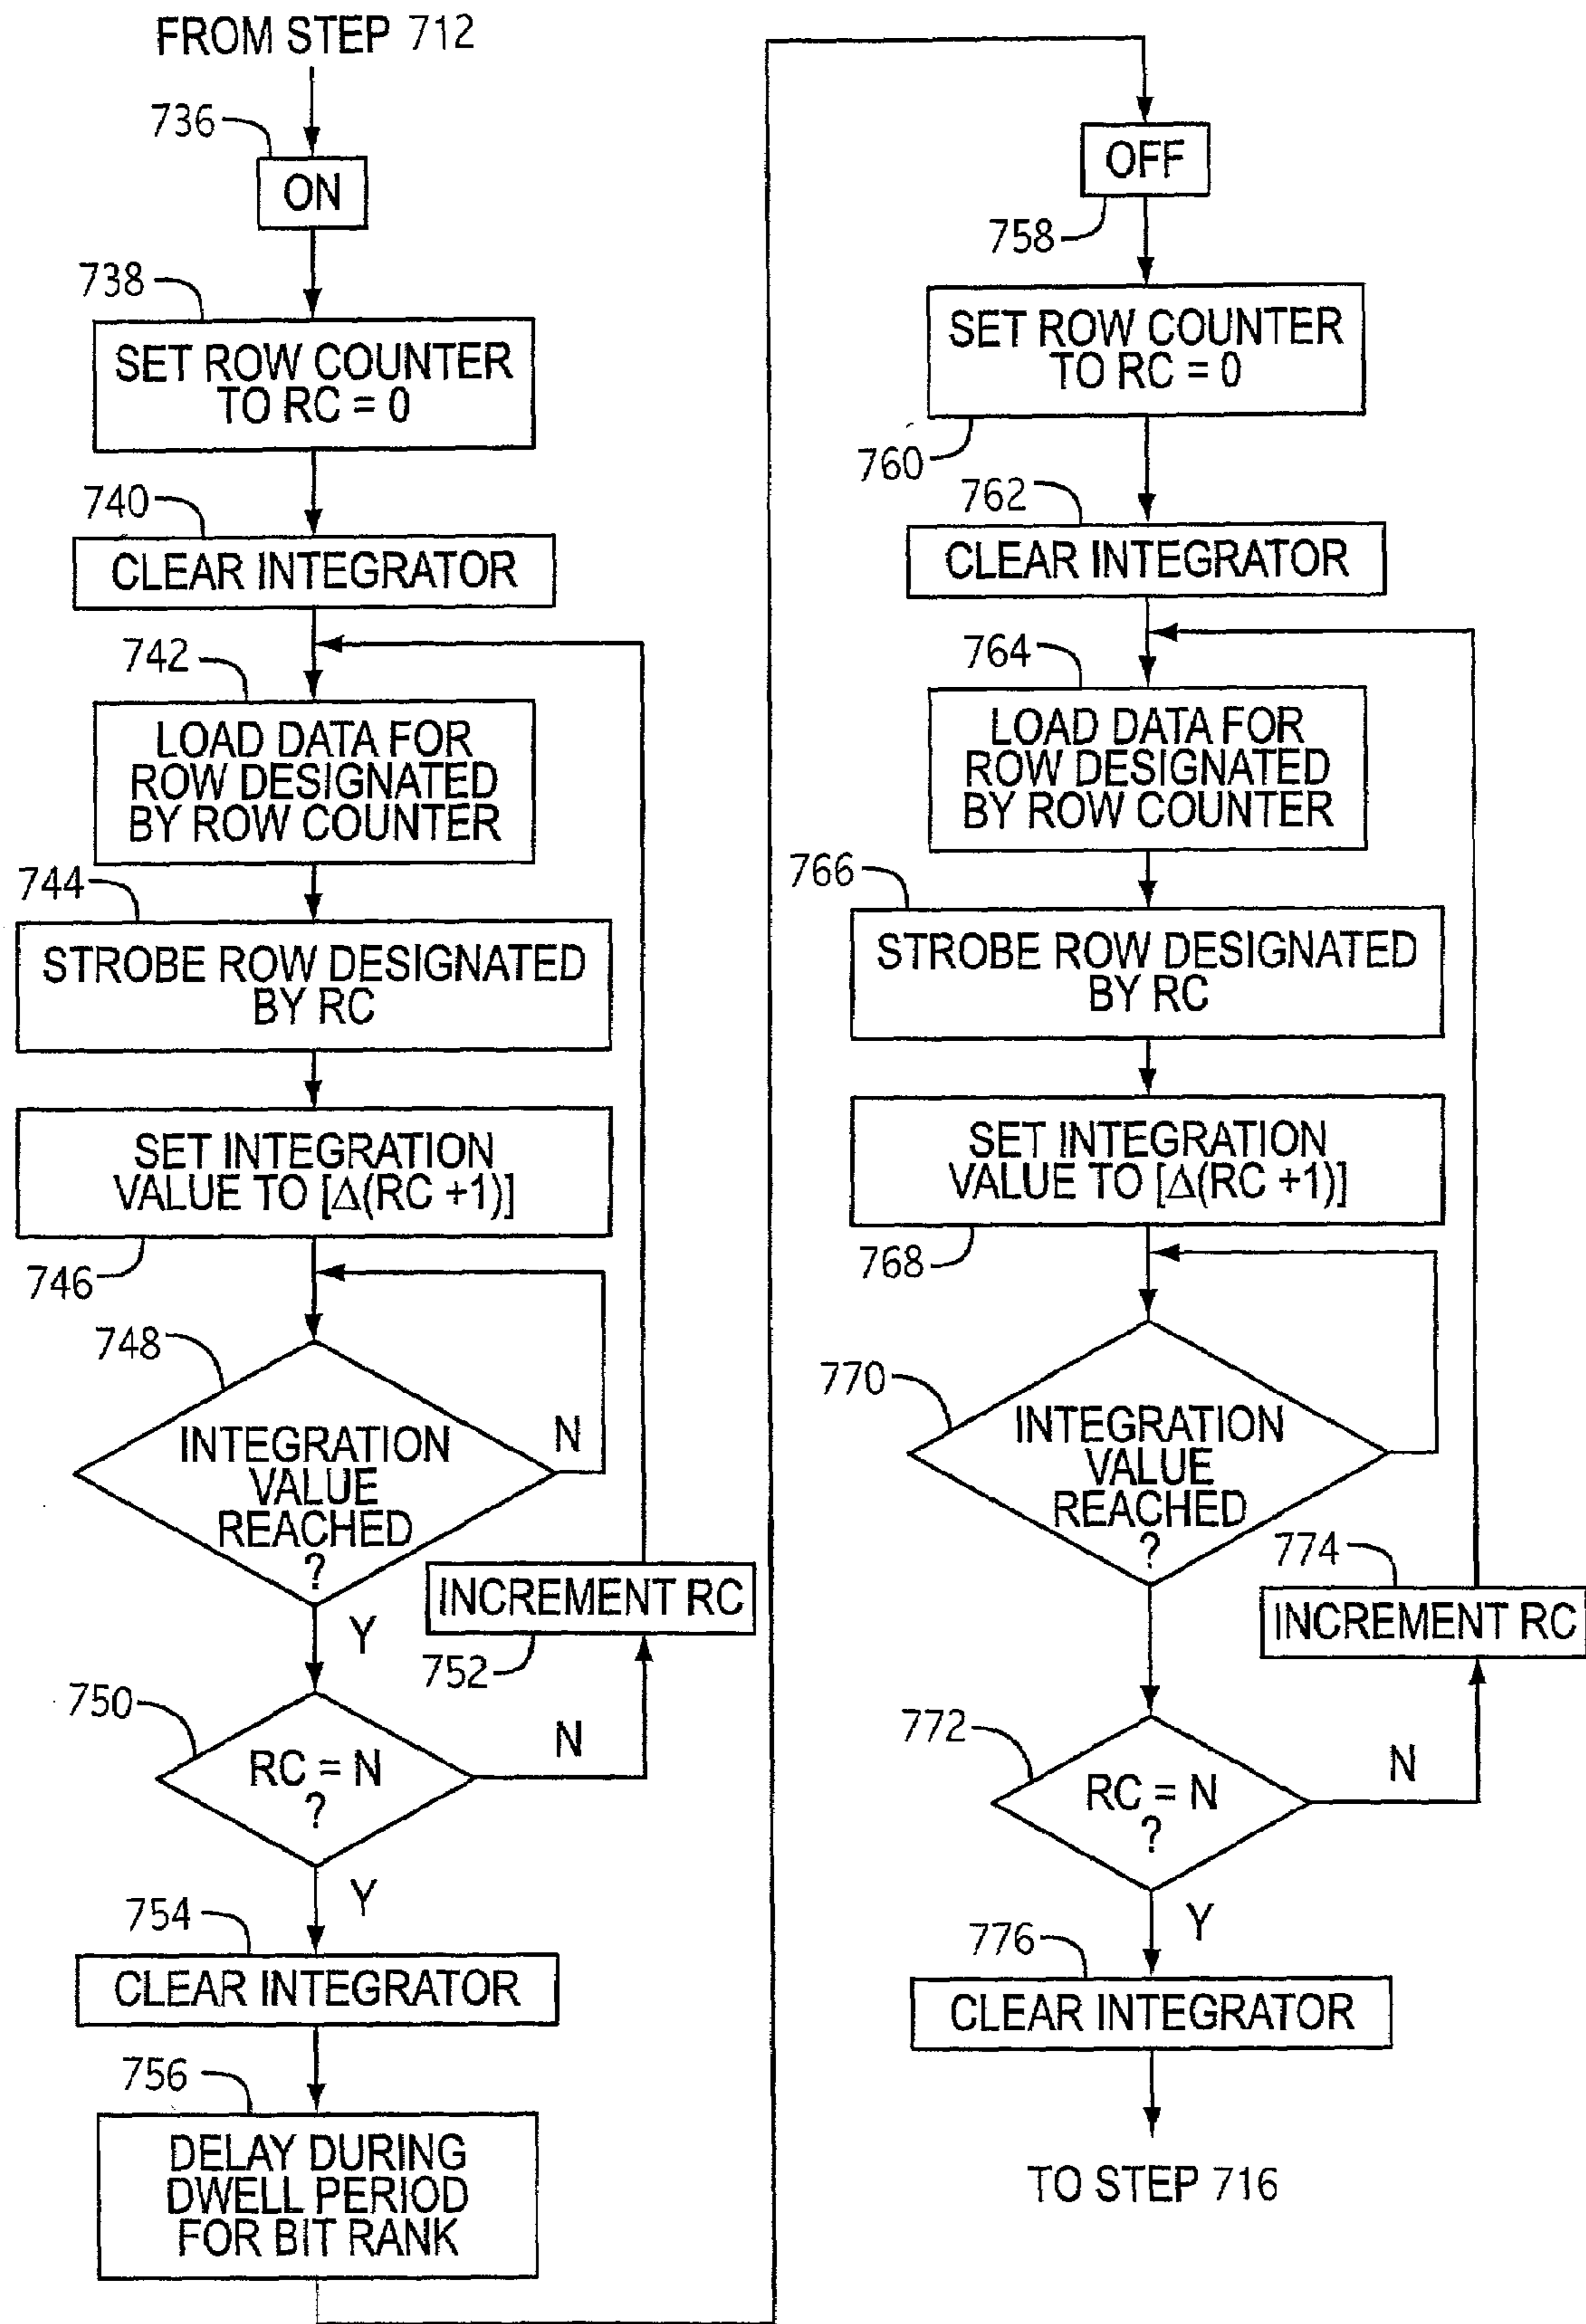 FROM STEP 712
736
ON
738
SET ROW COUNTER
TO RC = 0
740
CLEAR INTEGRATOR
742
LOAD DATA FOR
ROW DESIGNATED
BY ROW COUNTER
744
STROBE ROW DESIGNATED
BY RC
SET INTEGRATION
VALUE TO [Δ(RC +1)]
746
748
INTEGRATION
VALUE
REACHED
?
N
Y
INCREMENT RC
752
750
RC = N
?
N
Y
754
CLEAR INTEGRATOR
756
DELAY DURING
DWELL PERIOD
FOR BIT RANK
OFF
758
SET ROW COUNTER
TO RC = 0
760
762
CLEAR INTEGRATOR
764
LOAD DATA FOR
ROW DESIGNATED
BY ROW COUNTER
766
STROBE ROW DESIGNATED
BY RC
SET INTEGRATION
VALUE TO [Δ(RC +1)]
768
770
INTEGRATION
VALUE
REACHED
?
774
INCREMENT RC
772
RC = N
?
N
Y
776
CLEAR INTEGRATOR
TO STEP 716